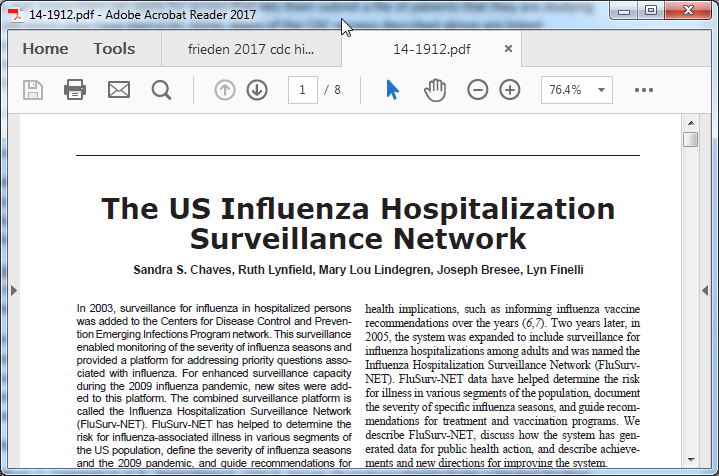 14-1912.pdf - Adobe Acrobat Reader 2017
Home Tools frieden 2017 cdc hi... 14-1912.pdf ×
1 / 8 76.4%
The US Influenza Hospitalization
Surveillance Network
Sandra S. Chaves, Ruth Lynfield, Mary Lou Lindegren, Joseph Bresee, Lyn Finelli
In 2003, surveillance for influenza in hospitalized persons
was added to the Centers for Disease Control and Preven-
tion Emerging Infections Program network. This surveillance
enabled monitoring of the severity of influenza seasons and
provided a platform for addressing priority questions asso-
ciated with influenza. For enhanced surveillance capacity
during the 2009 influenza pandemic, new sites were add-
ed to this platform. The combined surveillance platform is
called the Influenza Hospitalization Surveillance Network
(FluSurv-NET). FluSurv-NET has helped to determine the
risk for influenza-associated illness in various segments of
the US population, define the severity of influenza seasons
and the 2009 pandemic, and guide recommendations for
health implications, such as informing influenza vaccine
recommendations over the years (6,7). Two years later, in
2005, the system was expanded to include surveillance for
influenza hospitalizations among adults and was named the
Influenza Hospitalization Surveillance Network (FluSurv-
NET). FluSurv-NET data have helped determine the risk
for illness in various segments of the population, document
the severity of specific influenza seasons, and guide recom-
mendations for treatment and vaccination programs. We
describe FluSurv-NET, discuss how the system has gen-
erated data for public health action, and describe achieve-
ments and new directions for improving the system.